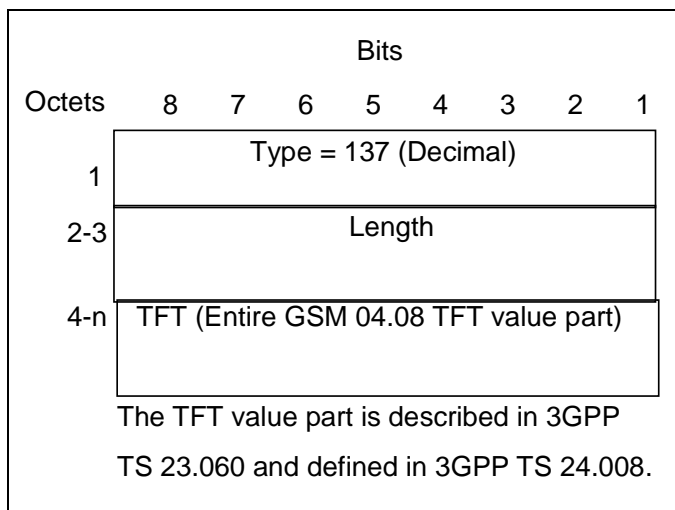 Bits
Octets 8 7 6 5 4 3 2 1
1 Type = 137 (Decimal)
2-3 Length
4-n TFT (Entire GSM 04.08 TFT value part)
The TFT value part is described in 3GPP
TS 23.060 and defined in 3GPP TS 24.008.